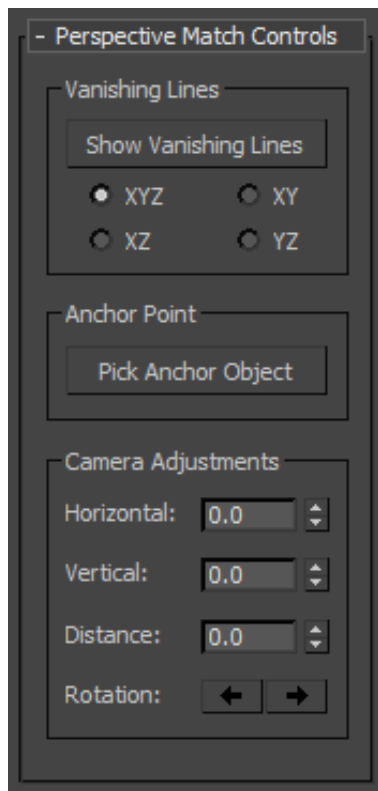 - Perspective Match Controls
Vanishing Lines
Show Vanishing Lines
XYZ XY
XZ YZ
Anchor Point
Pick Anchor Object
Camera Adjustments
Horizontal: 0.0
Vertical: 0.0
Distance: 0.0
Rotation: